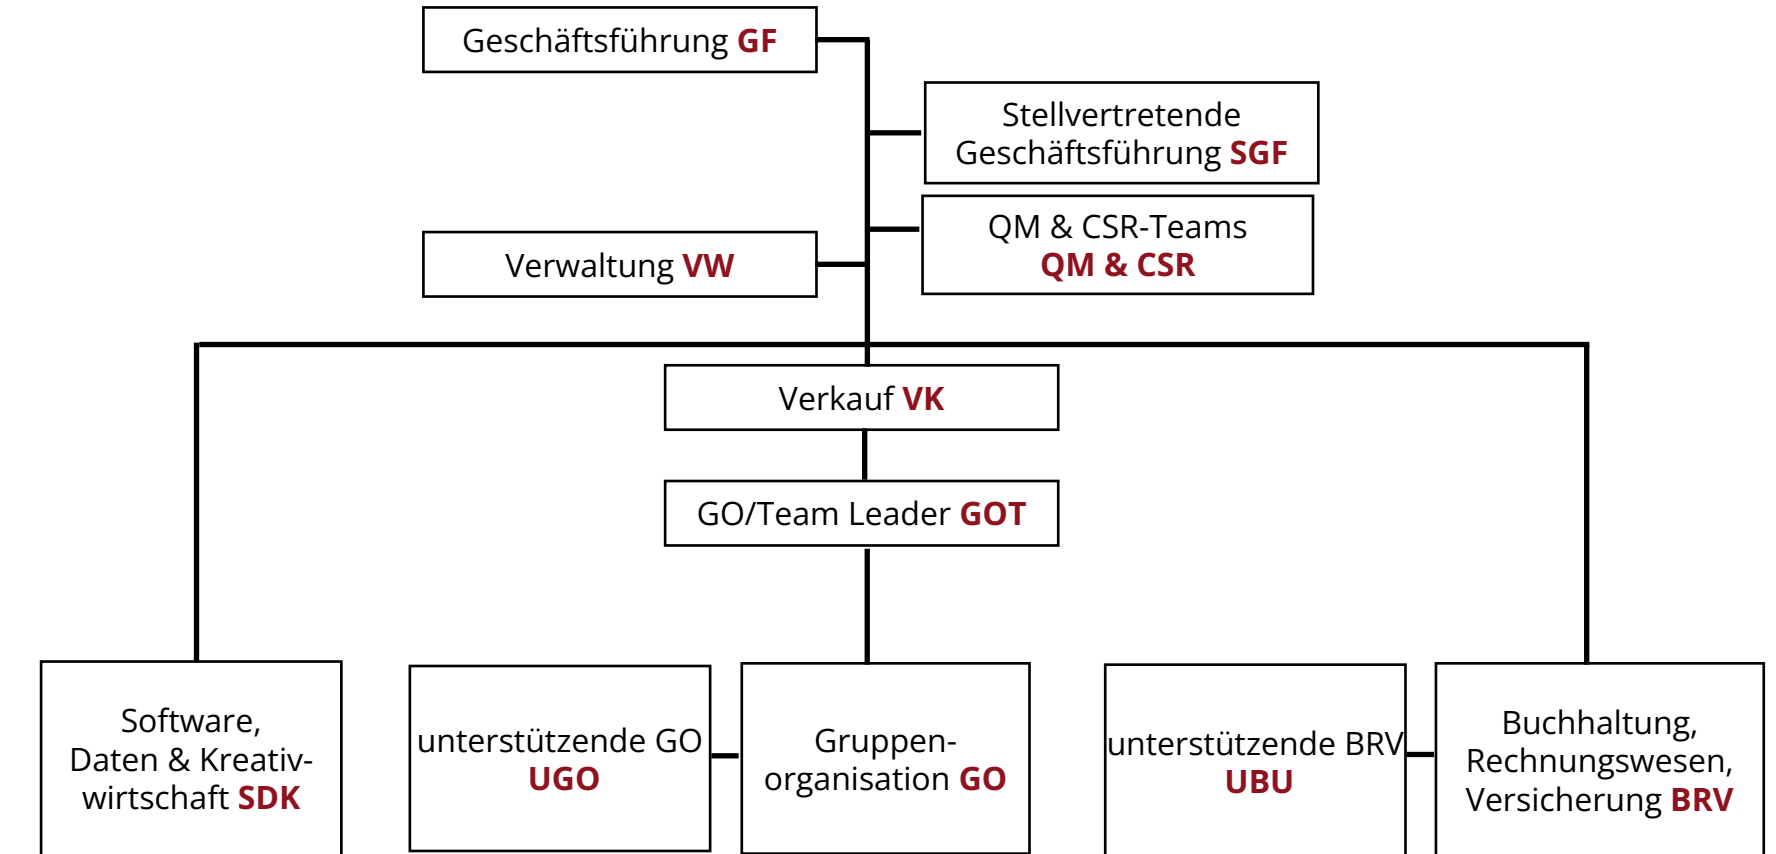 Geschäftsführung GF
Stellvertretende
Geschäftsführung SGF
QM & CSR-Teams
QM & CSR
Verwaltung VW
Verkauf VK
GO/Team Leader GOT
Software,
Daten & Kreativ-
wirtschaft SDK
unterstützende GO
UGO
Gruppen-
organisation GO
unterstützende BRV
UBU
Buchhaltung,
Rechnungswesen,
Versicherung BRV